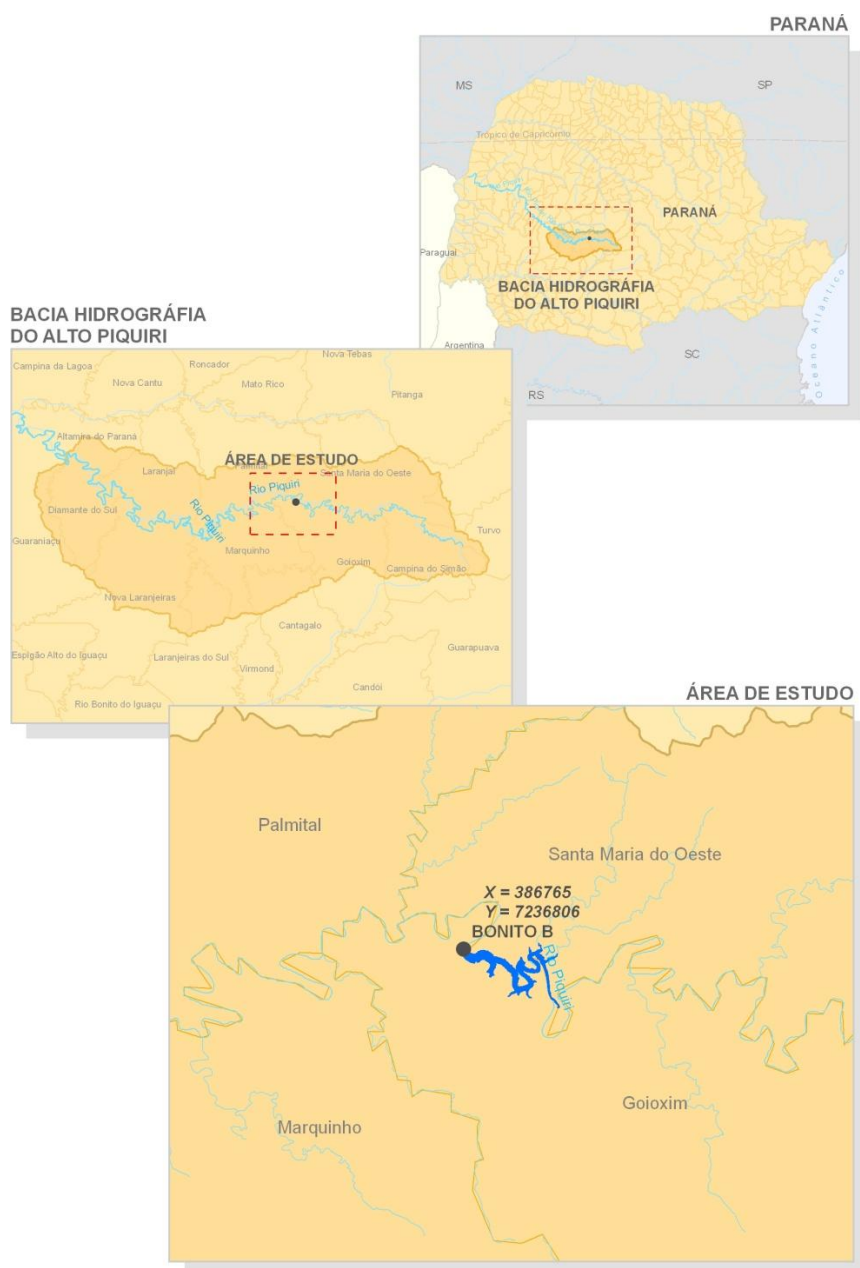 PARANÁ
MS
SP
Trópico de Capricórnio
PARANÁ
Paraguai
BACIA HIDROGRÁFIA
DO ALTO PIQUIRI
Argentina
SC
RS
Oceano Atlântico
BACIA HIDROGRÁFIA
DO ALTO PIQUIRI
Campina da Lagoa
Roncador
Nova Tebas
Nova Cantu
Mato Rico
Pitanga
Altamira do Paraná
ÁREA DE ESTUDO
Laranjal
Palmital
Santa Maria do Oeste
Rio Piquiri
Rio Piquiri
Diamante do Sul
Turvo
Guaraniaçu
Marquinho
Goioxim
Campina do Simão
Nova Laranjeiras
Cantagalo
Espigão Alto do Iguaçu
Laranjeiras do Sul
Virmond
Guarapuava
Candói
Rio Bonito do Iguaçu
ÁREA DE ESTUDO
Palmital
Santa Maria do Oeste
X = 386765
Y = 7236806
BONITO B
Rio Piquiri
Goioxim
Marquinho